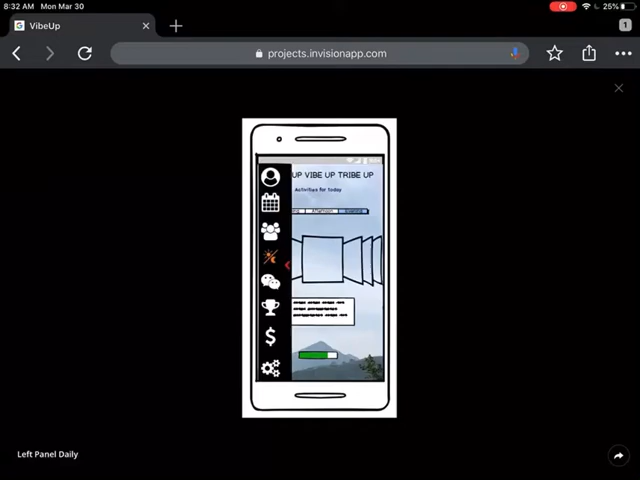 8:32 AM Mon Mar 30
25%
VibeUp
1
projects.invisionapp.com
UP VIBE UP TRIBE UP
Activities for today
Afternoon
Left Panel Daily